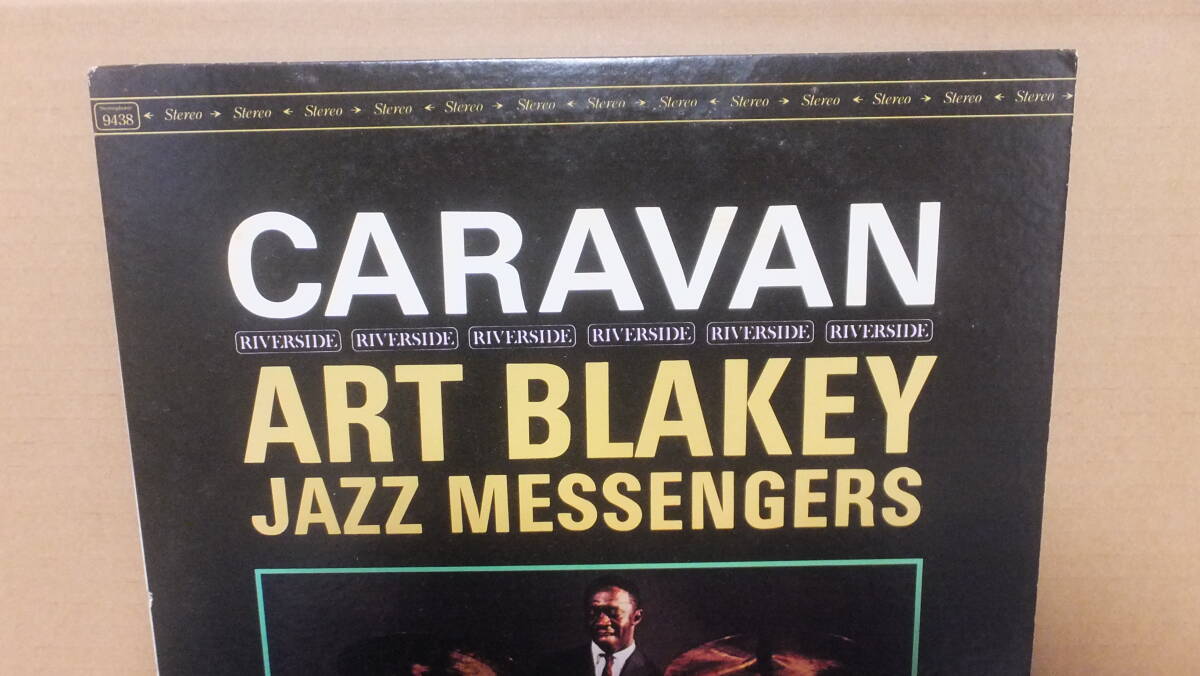 9438 ← Stereo → Stereo ← Stereo → Stereo ← Stereo → Stereo ← Stereo → Stereo ← Stereo → Stereo ← Stereo → Stereo ← Stereo →
CARAVAN
RIVERSIDE RIVERSIDE RIVERSIDE RIVERSIDE RIVERSIDE RIVERSIDE
ART BLAKEY
JAZZ MESSENGERS